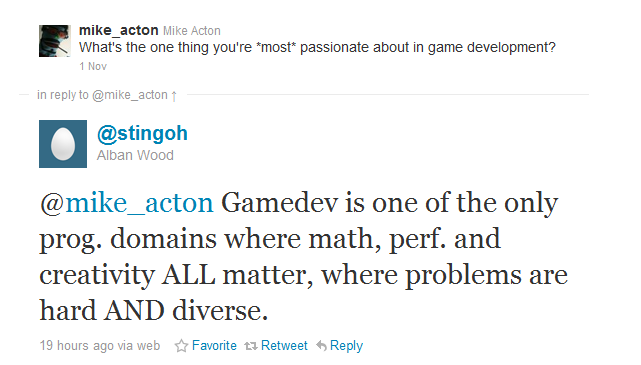 mike_acton Mike Acton
What's the one thing you're *most* passionate about in game development?
1 Nov
in reply to @mike_acton ↑
@stingoh
Alban Wood
@mike_acton Gamedev is one of the only
prog. domains where math, perf. and
creativity ALL matter, where problems are
hard AND diverse.
19 hours ago via web Favorite Retweet Reply